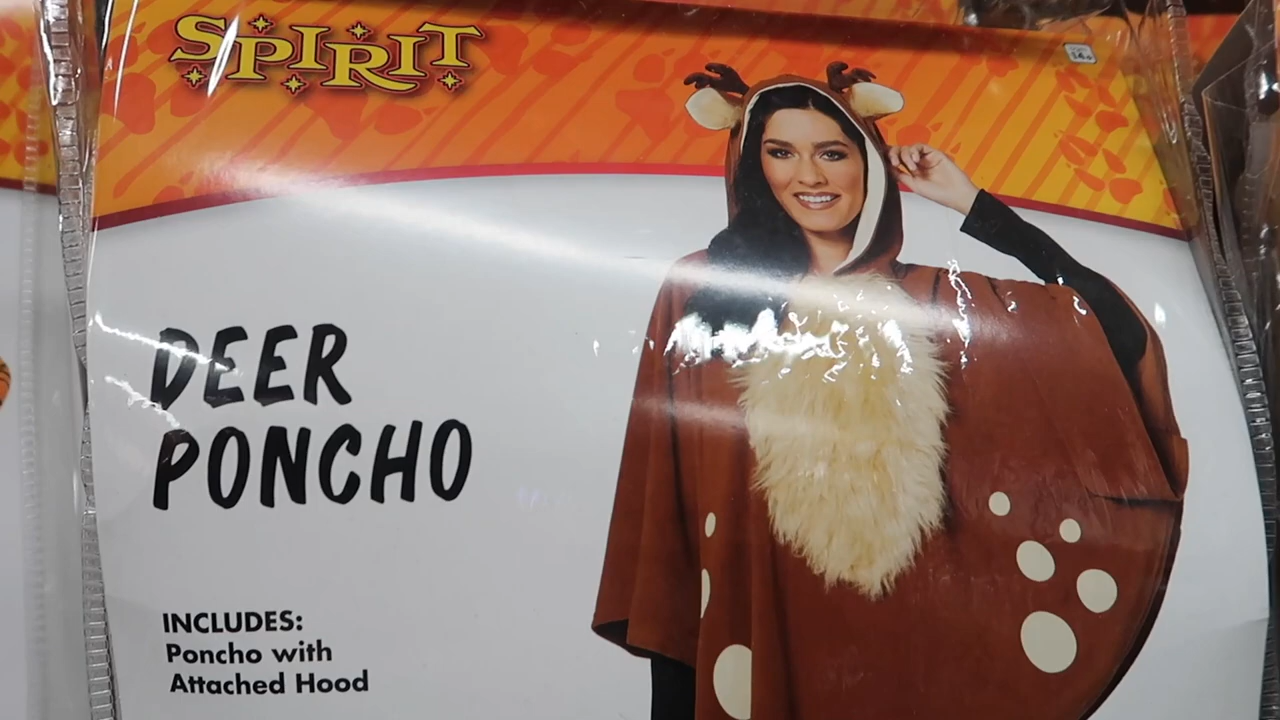 SPIRIT
DEER
PONCHO
INCLUDES:
Poncho with
Attached Hood